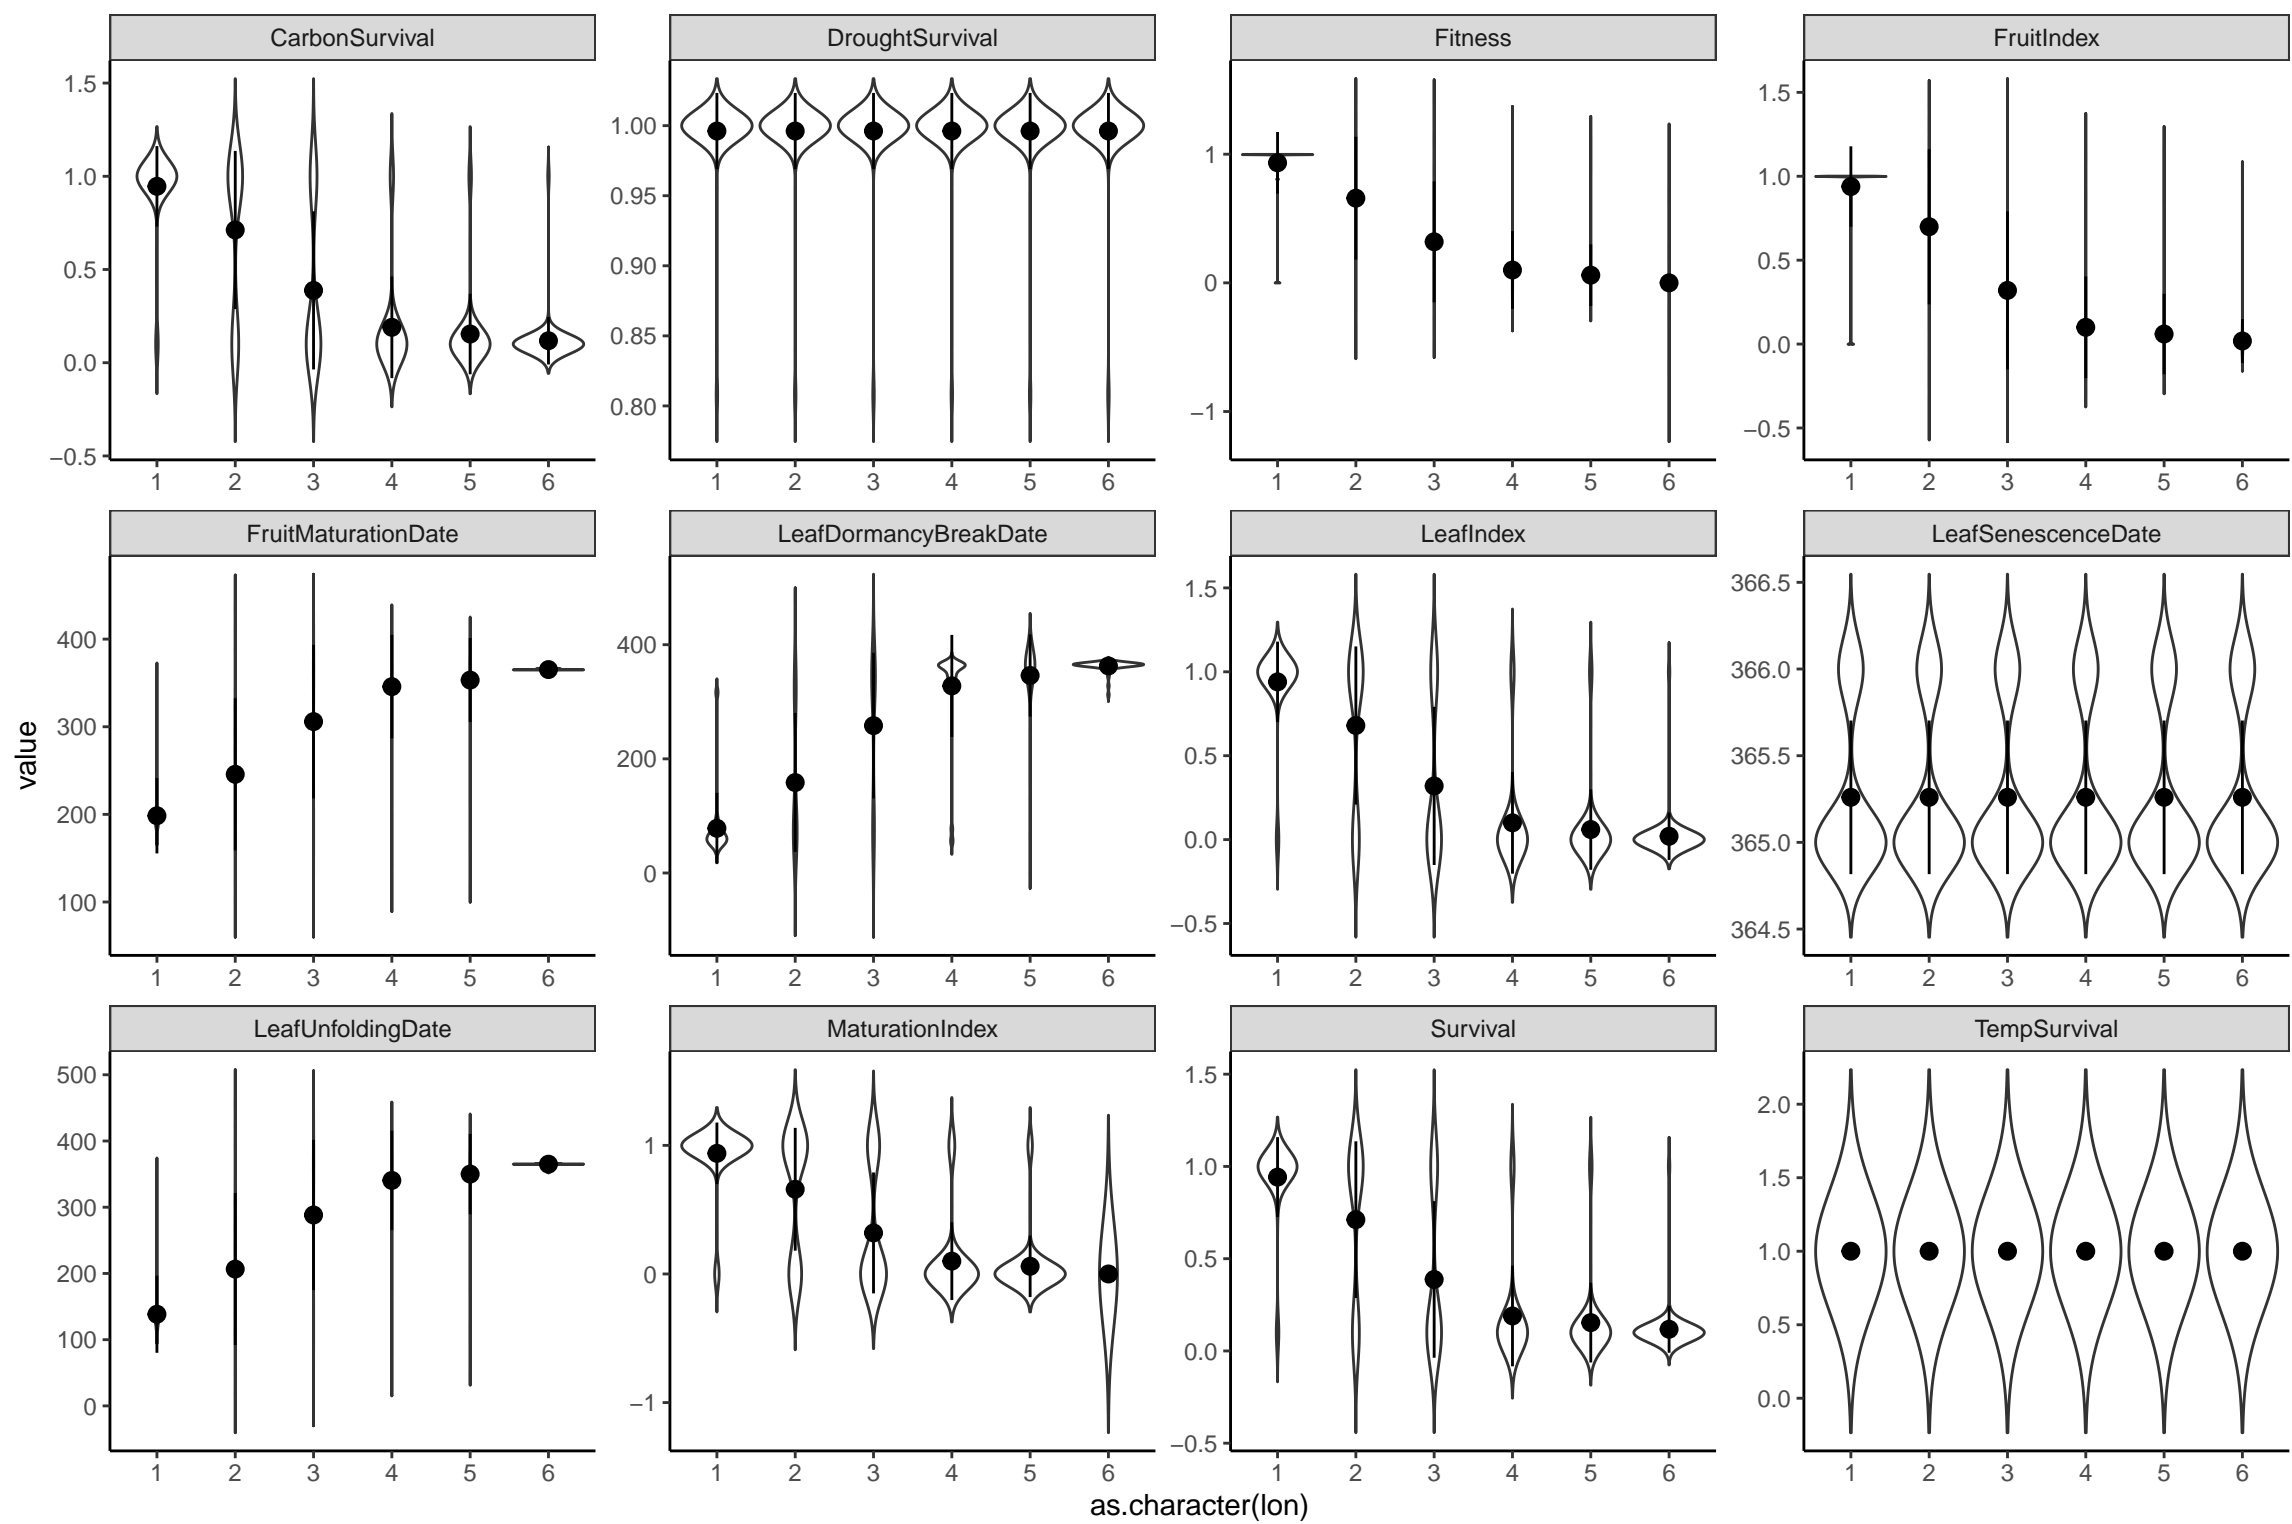 CarbonSurvival DroughtSurvival Fitness FruitIndex
1.5 1.0 0.5 0.0 −0.5
1.00 0.95 0.90 0.85 0.80
1 0 −1
1.5 1.0 0.5 0.0 −0.5
1 2 3 4 5 6 1 2 3 4 5 6 1 2 3 4 5 6 1 2 3 4 5 6
FruitMaturationDate LeafDormancyBreakDate LeafIndex LeafSenescenceDate
400 300 200 100
400 200 0
1.5 1.0 0.5 0.0 −0.5
366.5 366.0 365.5 365.0 364.5
1 2 3 4 5 6 1 2 3 4 5 6 1 2 3 4 5 6 1 2 3 4 5 6
value
LeafUnfoldingDate MaturationIndex Survival TempSurvival
500 400 300 200 100 0
1 0 −1
1.5 1.0 0.5 0.0 −0.5
2.0 1.5 1.0 0.5 0.0
1 2 3 4 5 6 1 2 3 4 5 6 1 2 3 4 5 6 1 2 3 4 5 6
as.character(lon)